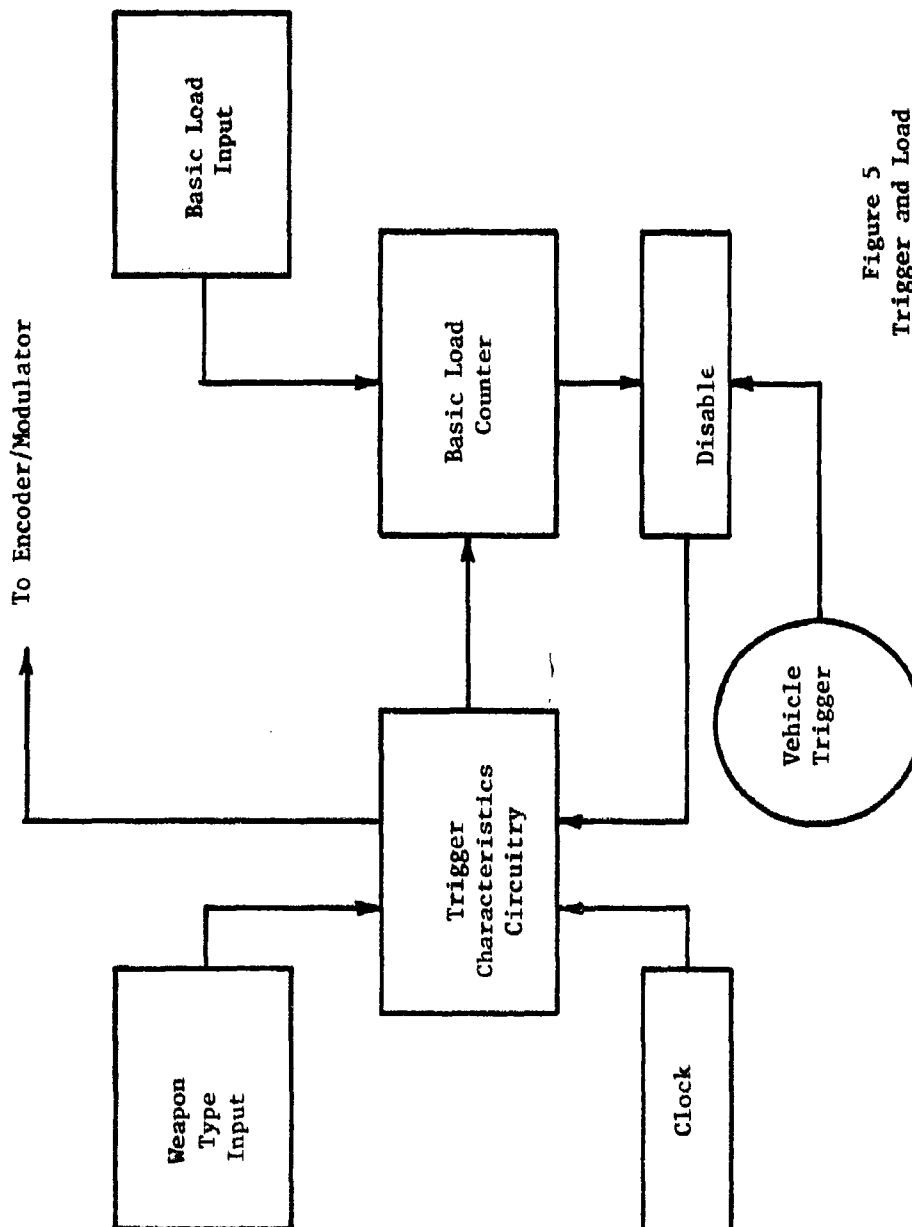 To Encoder/Modulator
Weapon
Type
Input
Basic Load
Input
Trigger
Characteristics
Circuitry
Basic Load
Counter
Clock
Disable
Vehicle
Trigger
Figure 5
Trigger and Load